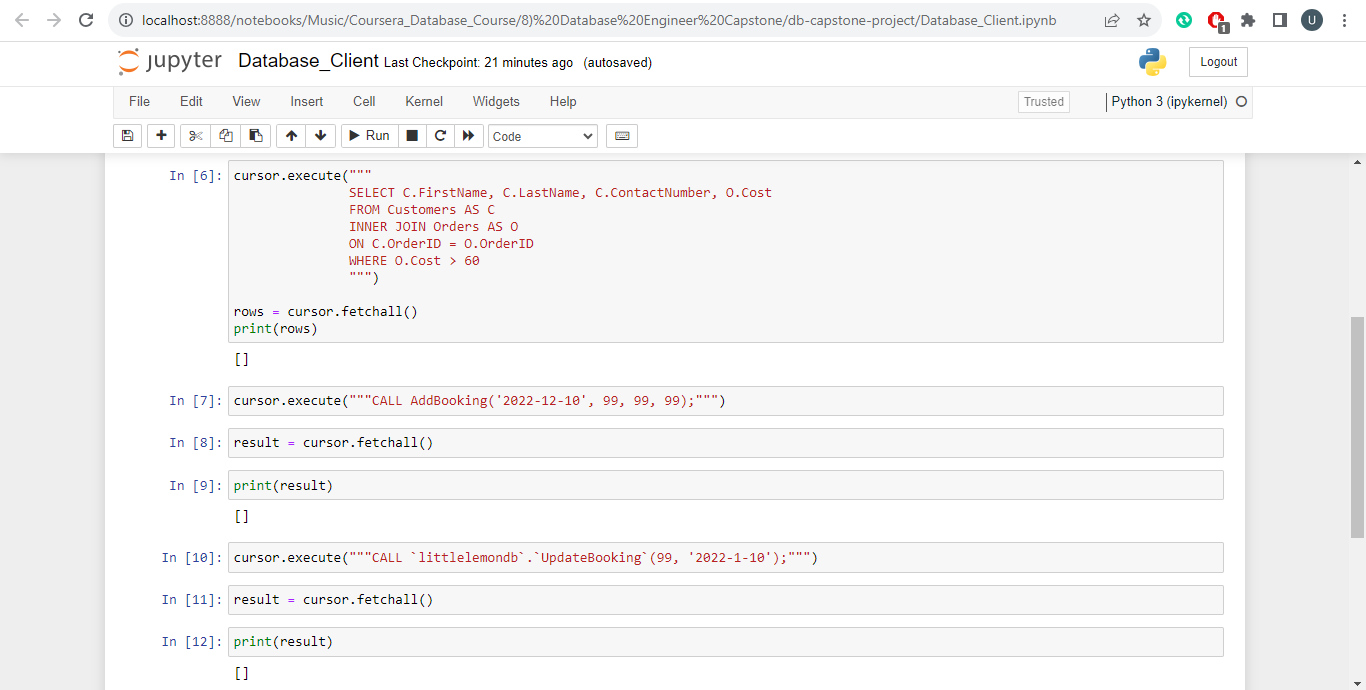 localhost:8888/notebooks/Music/Coursera_Database_Course/8)%20Database%20Engineer%20Capstone/db-capstone-project/Database_Client.ipynb
1
U
jupyter Database_Client Last Checkpoint: 21 minutes ago (autosaved)
Logout
File Edit View Insert Cell Kernel Widgets Help
Trusted
Python 3 (ipykernel)
Run
Code
In [6]: cursor.execute("""
SELECT C.FirstName, C.LastName, C.ContactNumber, O.Cost
FROM Customers AS C
INNER JOIN Orders AS O
ON C.OrderID = O.OrderID
WHERE O.Cost > 60
""")
rows = cursor.fetchall()
print(rows)
[]
In [7]: cursor.execute("""CALL AddBooking('2022-12-10', 99, 99, 99);""")
In [8]: result = cursor.fetchall()
In [9]: print(result)
[]
In [10]: cursor.execute("""CALL `littlelemondb`.`UpdateBooking`(99, '2022-1-10');""")
In [11]: result = cursor.fetchall()
In [12]: print(result)
[]